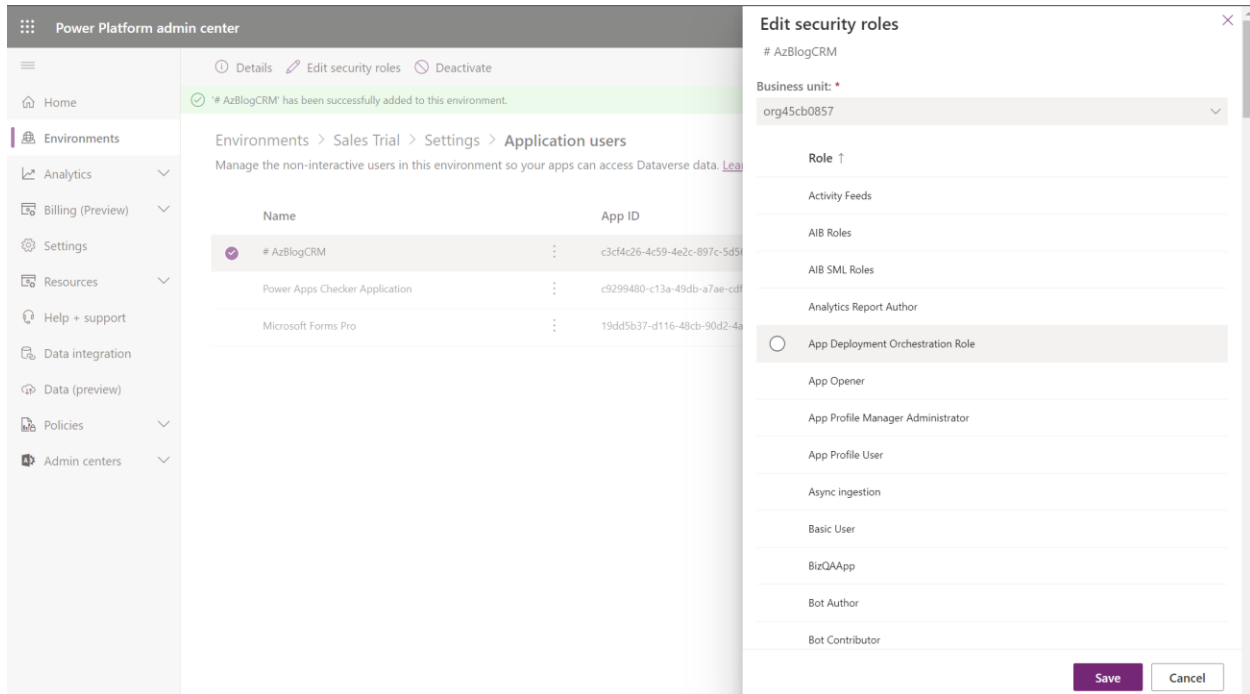 Power Platform admin center
Home
Environments
Analytics
Billing (Preview)
Settings
Resources
Help + support
Data integration
Data (preview)
Policies
Admin centers
Details Edit security roles Deactivate
'# AzBlogCRM' has been successfully added to this environment.
Environments > Sales Trial > Settings > Application users
Manage the non-interactive users in this environment so your apps can access Dataverse data.
Name App ID
# AzBlogCRM c3cf4c26-4c59-4e2c-897c-5d56
Power Apps Checker Application c9299480-c13a-49db-a7ae-cdf
Microsoft Forms Pro 19dd5b37-d116-48cb-90d2-4a
Edit security roles
# AzBlogCRM
Business unit: *
org45cb0857
Role ↑
Activity Feeds
AIB Roles
AIB SML Roles
Analytics Report Author
App Deployment Orchestration Role
App Opener
App Profile Manager Administrator
App Profile User
Async ingestion
Basic User
BizQAApp
Bot Author
Bot Contributor
Save Cancel